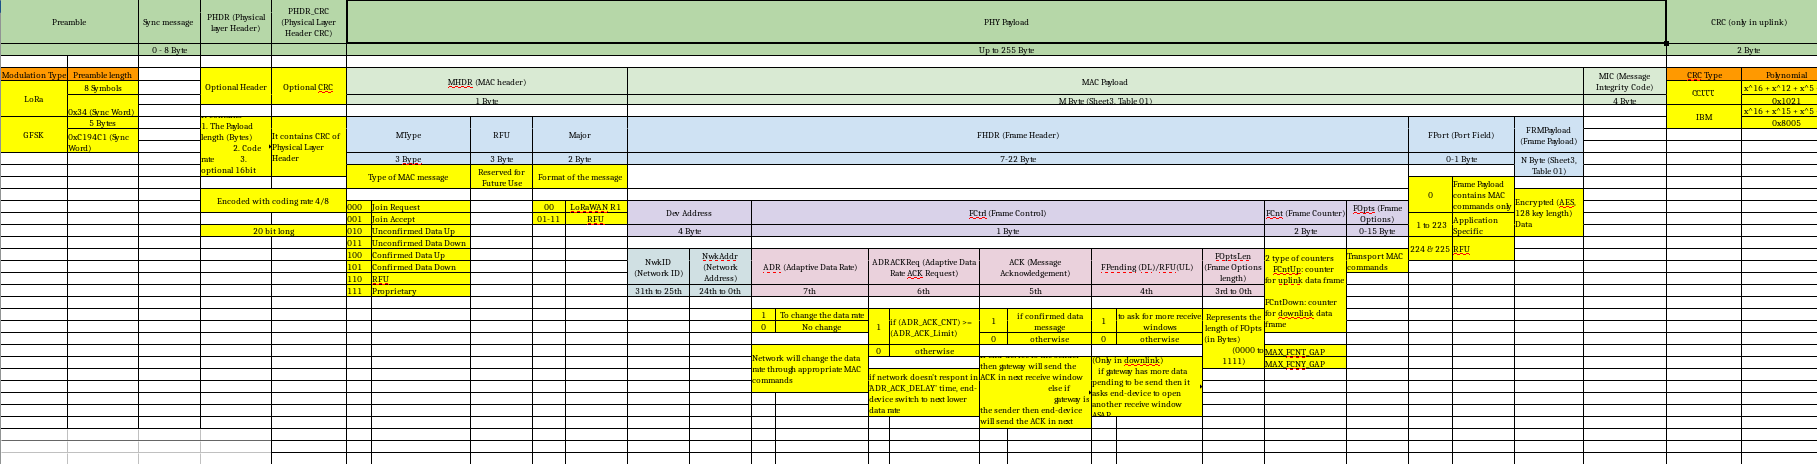 Preamble
Sync message
PHDR (Physical
layer Header)
PHDR_CRC
(Physical Layer
Header CRC)
PHY Payload
CRC (only in uplink)
0 - 8 Byte
Up to 255 Byte
2 Byte
Modulation Type
Preamble length
Optional Header
Optional CRC
MHDR (MAC header)
MAC Payload
MIC (Message
Integrity Code)
CRC Type
Polynomial
LoRa
8 Symbols
0x34 (Sync Word)
1 Byte
M Byte (Sheet3, Table 01)
4 Byte
CCITT
x^16 + x^12 + x^5
0x1021
GFSK
5 Bytes
0xC194C1 (Sync
Word)
1. The Payload
length (Bytes)
2. Code
rate 3.
optional 16bit
It contains CRC of
Physical Layer
Header
MType
RFU
Major
FHDR (Frame Header)
FPort (Port Field)
FRMPayload
(Frame Payload)
IBM
x^16 + x^15 + x^5
0x8005
3 Bype
3 Byte
2 Byte
7-22 Byte
0-1 Byte
N Byte (Sheet3,
Table 01)
Type of MAC message
Reserved for
Future Use
Format of the message
0
Frame Payload
contains MAC
commands only
Encrypted (AES,
128 key length)
Data
1 to 223
Application
Specific
224 & 225
RFU
Encoded with coding rate 4/8
20 bit long
000
Join Request
001
Join Accept
010
Unconfirmed Data Up
011
Unconfirmed Data Down
100
Confirmed Data Up
101
Confirmed Data Down
110
RFU
111
Proprietary
00
LoRaWAN R1
01-11
RFU
Dev Address
FCtrl (Frame Control)
FCnt (Frame Counter)
FOpts (Frame
Options)
4 Byte
1 Byte
2 Byte
0-15 Byte
NwkID
(Network ID)
NwkAddr
(Network
Address)
ADR (Adaptive Data Rate)
ADRACKReq (Adaptive Data
Rate ACK Request)
ACK (Message
Acknowledgement)
FPending (DL)/RFU(UL)
FOptsLen
(Frame Options
length)
2 type of counters
FCntUp: counter
for uplink data frame
FCntDown: counter
for downlink data
frame
Transport MAC
commands
31th to 25th
24th to 0th
7th
6th
5th
4th
3rd to 0th
1
To change the data rate
0
No change
1
if (ADR_ACK_CNT) >=
(ADR_ACK_Limit)
0
otherwise
1
if confirmed data
message
0
otherwise
1
to ask for more receive
windows
0
otherwise
Represents the
length of FOpts
(in Bytes)
(0000 to
1111)
MAX_FCNT_GAP
MAX_FCNY_GAP
Network will change the data
rate through appropriate MAC
commands
if network doesn't respont in
'ADR_ACK_DELAY' time, end-
device switch to next lower
data rate
then gateway will send the
ACK in next receive window
else if
gateway is
the sender then end-device
will send the ACK in next
(Only in downlink)
if gateway has more data
pending to be send then it
asks end-device to open
another receive window
ASAP